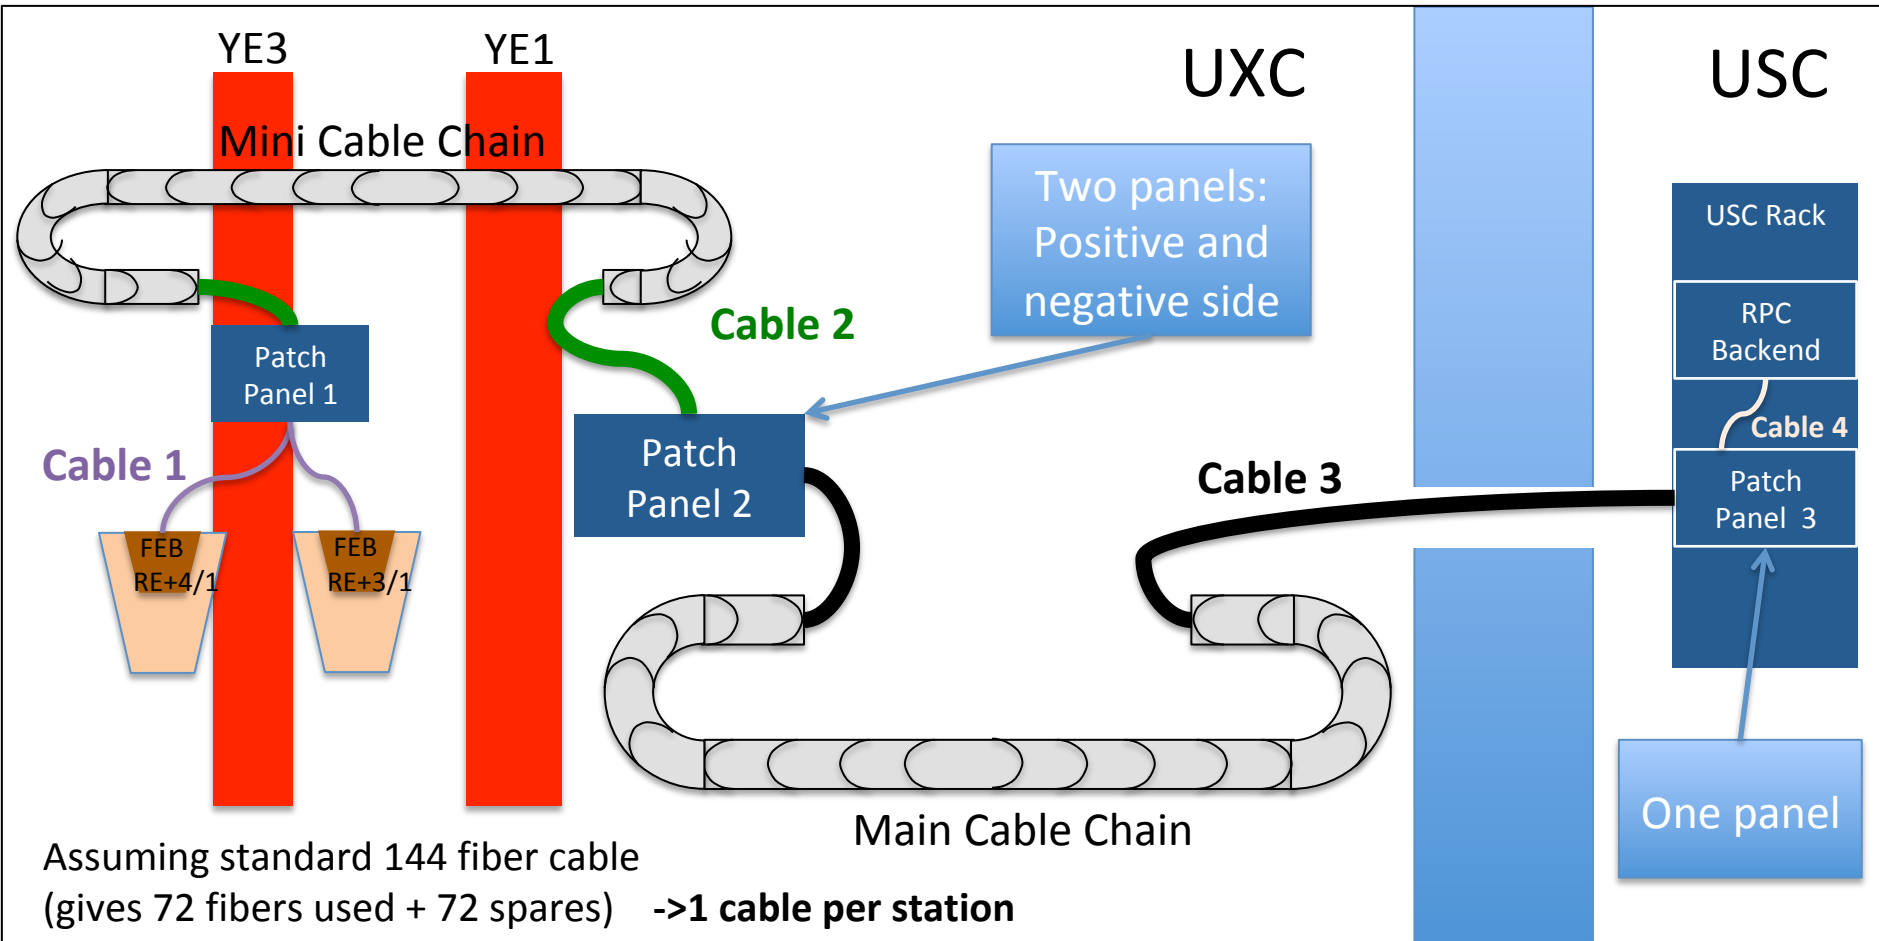 YE3
YE1
UXC
USC
Mini Cable Chain
Two panels:
Positive and
negative side
USC Rack
RPC
Backend
Cable 2
Patch
Panel 1
Cable 4
Patch
Panel 2
Cable 1
Cable 3
Patch
Panel 3
FEB
RE+4/1
FEB
RE+3/1
One panel
Main Cable Chain
Assuming standard 144 fiber cable
(gives 72 fibers used + 72 spares) ->1 cable per station